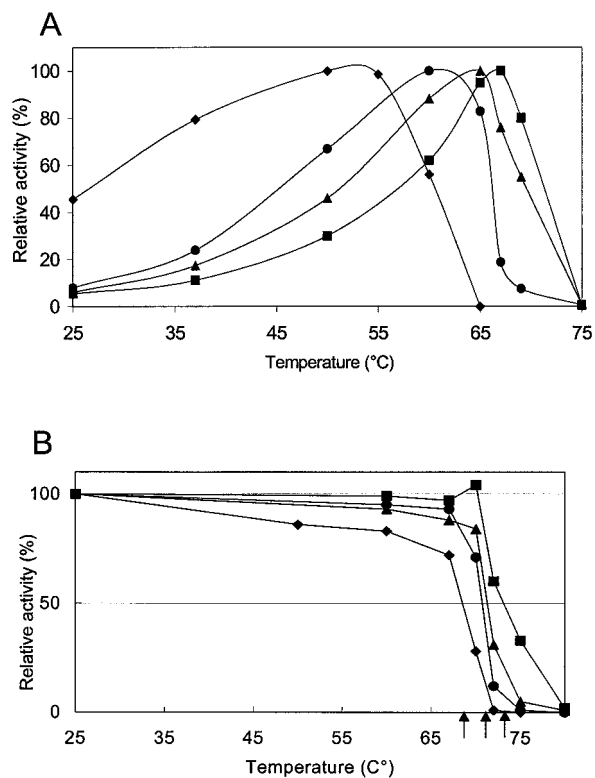 A
Relative activity (%)
100
80
60
40
20
0
25 35 45 55 65 75
Temperature (°C)
B
Relative activity (%)
100
50
0
25 35 45 55 65 75
Temperature (C°)